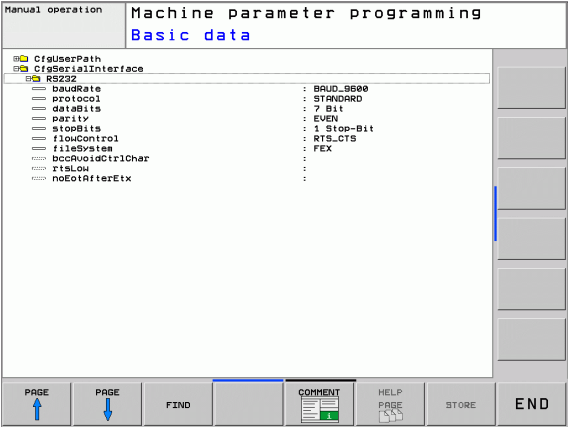 Manual operation
Machine parameter programming
Basic data
CfgUserPath
CfgSerialInterface
RS232
baudRate : BAUD_9600
protocol : STANDARD
dataBits : 7 Bit
parity : EVEN
stopBits : 1 Stop-Bit
flowControl : RTS_CTS
fileSystem : FEX
bccAvoidCtrlChar :
rtsLow :
noEotAfterEtx :
PAGE
PAGE
FIND
COMMENT
i
HELP
PAGE
STORE
END